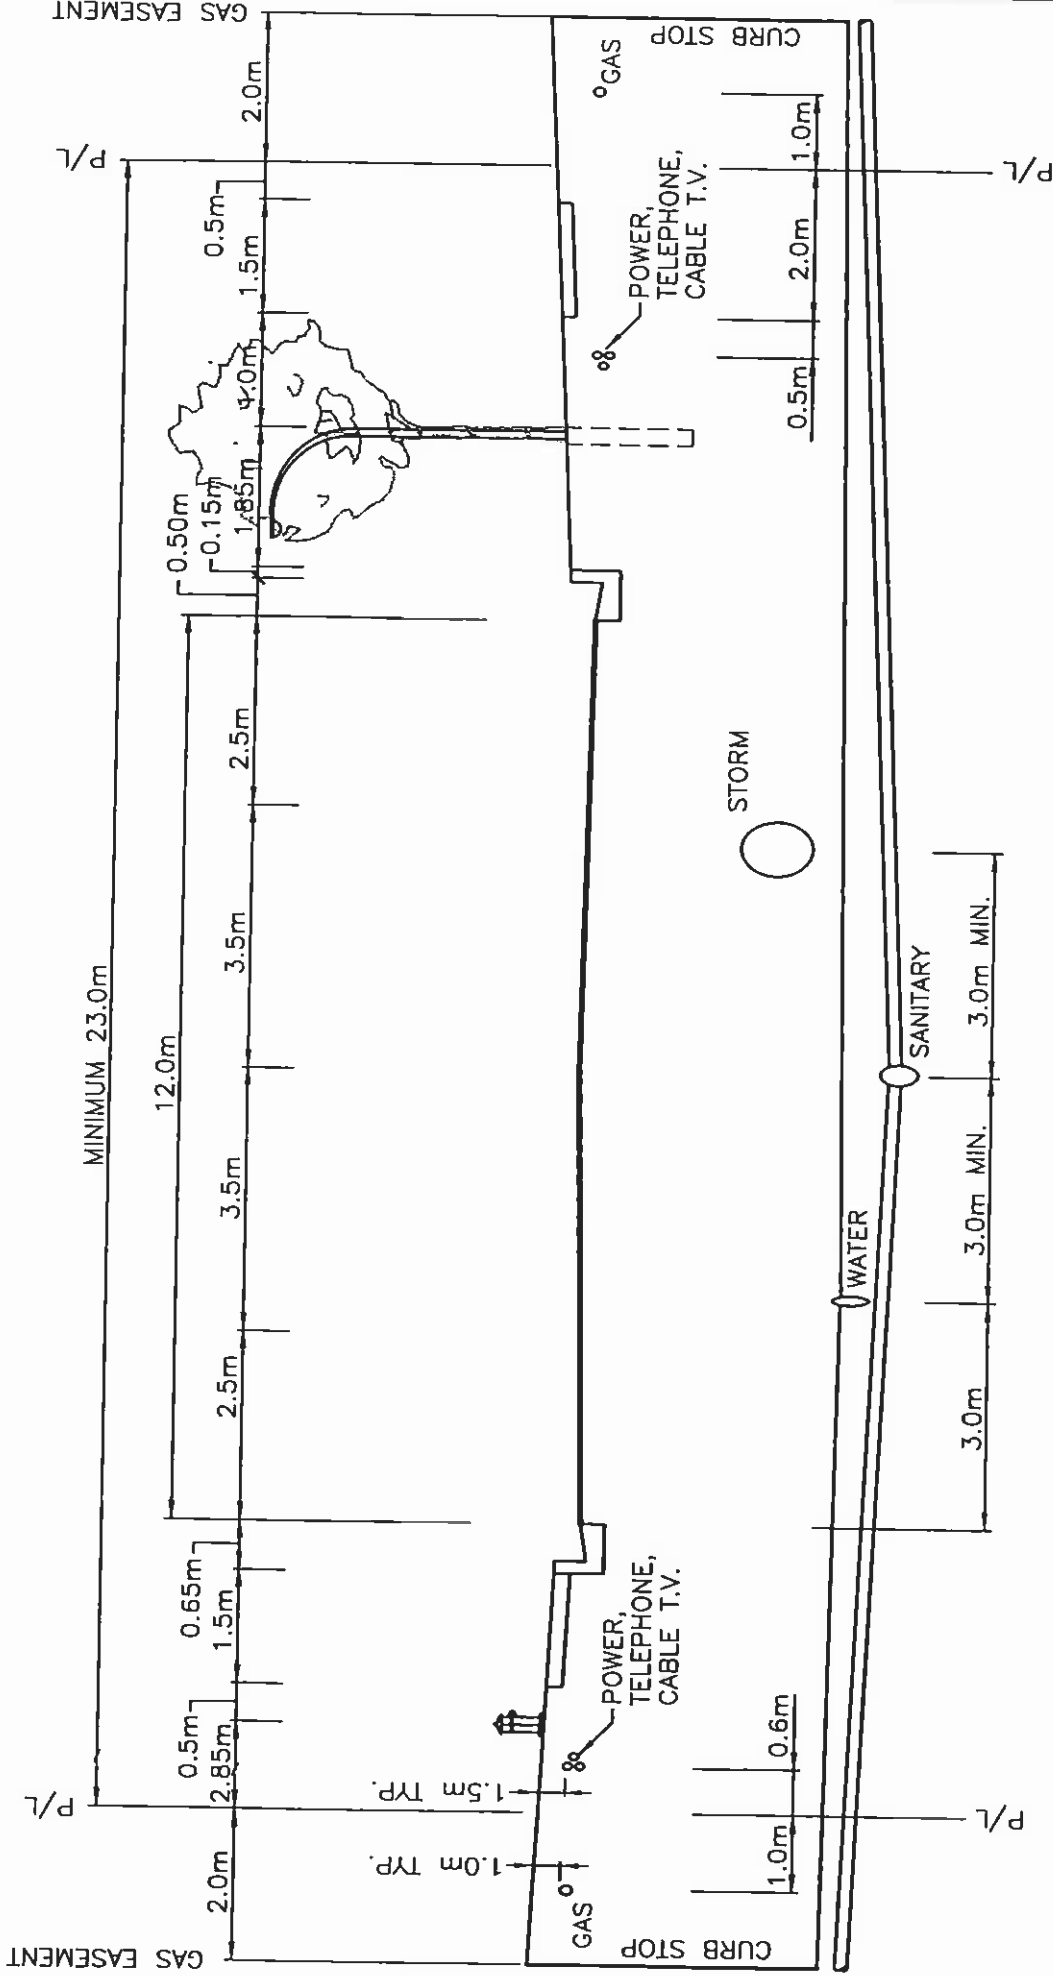 GAS EASEMENT
P/L
MINIMUM 23.0m
P/L
GAS EASEMENT
12.0m
2.0m
2.85m
0.5m
1.5m
0.65m
2.5m
3.5m
3.5m
2.5m
0.50m
0.15m
1.85m
1.0m
1.5m
0.5m
2.0m
1.0m TYP.
1.5m TYP.
GAS
POWER,
TELEPHONE,
CABLE T.V.
POWER,
TELEPHONE,
CABLE T.V.
GAS
CURB STOP
STORM
CURB STOP
WATER
SANITARY
1.0m
0.6m
0.5m
2.0m
1.0m
P/L
3.0m
3.0m MIN.
3.0m MIN.
P/L